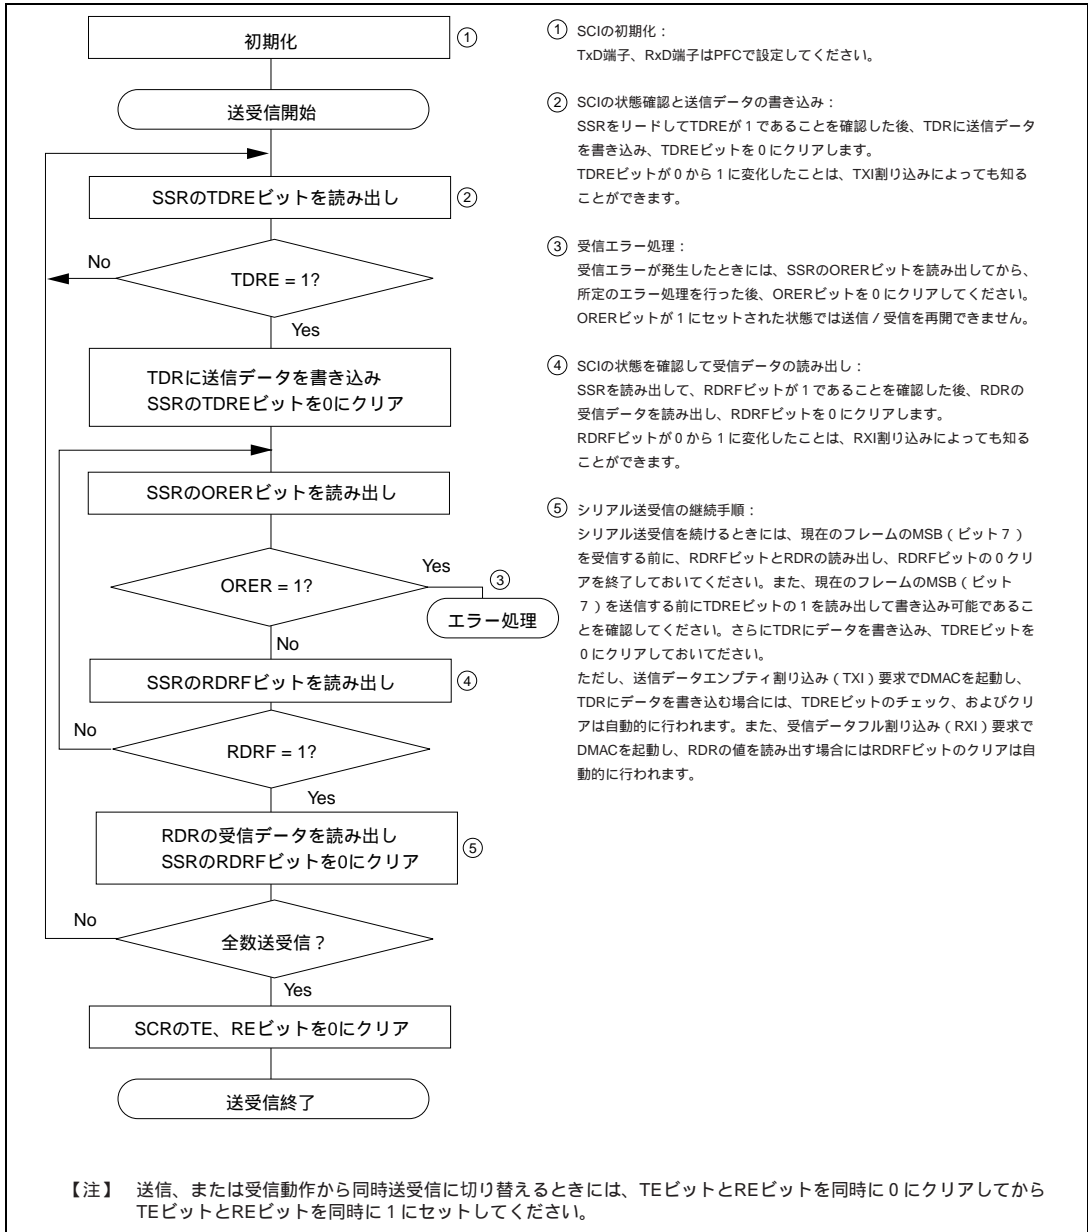 初期化
①
送受信開始
SSRのTDREビットを読み出し
②
No
TDRE = 1?
Yes
TDRに送信データを書き込み
SSRのTDREビットを0にクリア
SSRのORERビットを読み出し
Yes
③
ORER = 1?
エラー処理
No
SSRのRDRFビットを読み出し
④
No
RDRF = 1?
Yes
RDRの受信データを読み出し
SSRのRDRFビットを0にクリア
⑤
No
全数送受信？
Yes
SCRのTE、REビットを0にクリア
送受信終了
① SCIの初期化：
TxD端子、RxD端子はPFCで設定してください。
② SCIの状態確認と送信データの書き込み：
SSRをリードしてTDREが１であることを確認した後、TDRに送信データ
を書き込み、TDREビットを０にクリアします。
TDREビットが０から１に変化したことは、TXI割り込みによっても知る
ことができます。
③ 受信エラー処理：
受信エラーが発生したときには、SSRのORERビットを読み出してから、
所定のエラー処理を行った後、ORERビットを０にクリアしてください。
ORERビットが１にセットされた状態では送信／受信を再開できません。
④ SCIの状態を確認して受信データの読み出し：
SSRを読み出して、RDRFビットが１であることを確認した後、RDRの
受信データを読み出し、RDRFビットを０にクリアします。
RDRFビットが０から１に変化したことは、RXI割り込みによっても知る
ことができます。
⑤ シリアル送受信の継続手順：
シリアル送受信を続けるときには、現在のフレームのMSB（ビット７）
を受信する前に、RDRFビットとRDRの読み出し、RDRFビットの０クリ
アを終了しておいてください。また、現在のフレームのMSB（ビット
７）を送信する前にTDREビットの１を読み出して書き込み可能であるこ
とを確認してください。さらにTDRにデータを書き込み、TDREビットを
０にクリアしておいてださい。
ただし、送信データエンプティ割り込み（TXI）要求でDMACを起動し、
TDRにデータを書き込む場合には、TDREビットのチェック、およびクリ
アは自動的に行われます。また、受信データフル割り込み（RXI）要求で
DMACを起動し、RDRの値を読み出す場合にはRDRFビットのクリアは自
動的に行われます。
【注】 送信、または受信動作から同時送受信に切り替えるときには、TEビットとREビットを同時に０にクリアしてから
TEビットとREビットを同時に１にセットしてください。